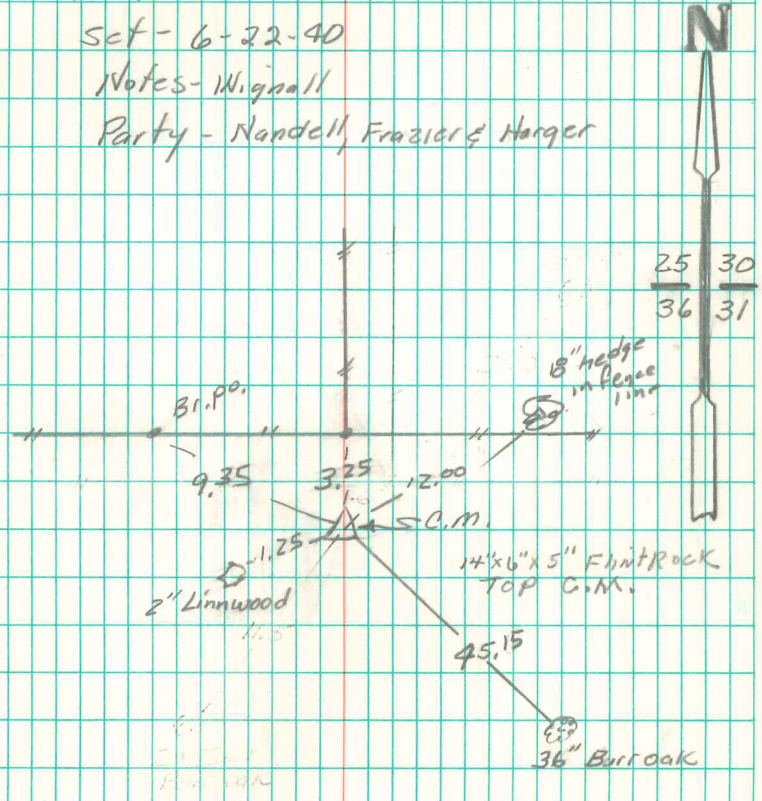 Set - 6-22-40
Notes - Wignall
Party - Nandell, Frazier & Harger
N
25 30
36 31
18" hedge
in fence
line
Br. Po.
9.35
3.25
12.00
C.M.
1.25
14"x6"x5" Flint Rock
TOP C.M.
2" Linnwood
45.15
36" Burr oak